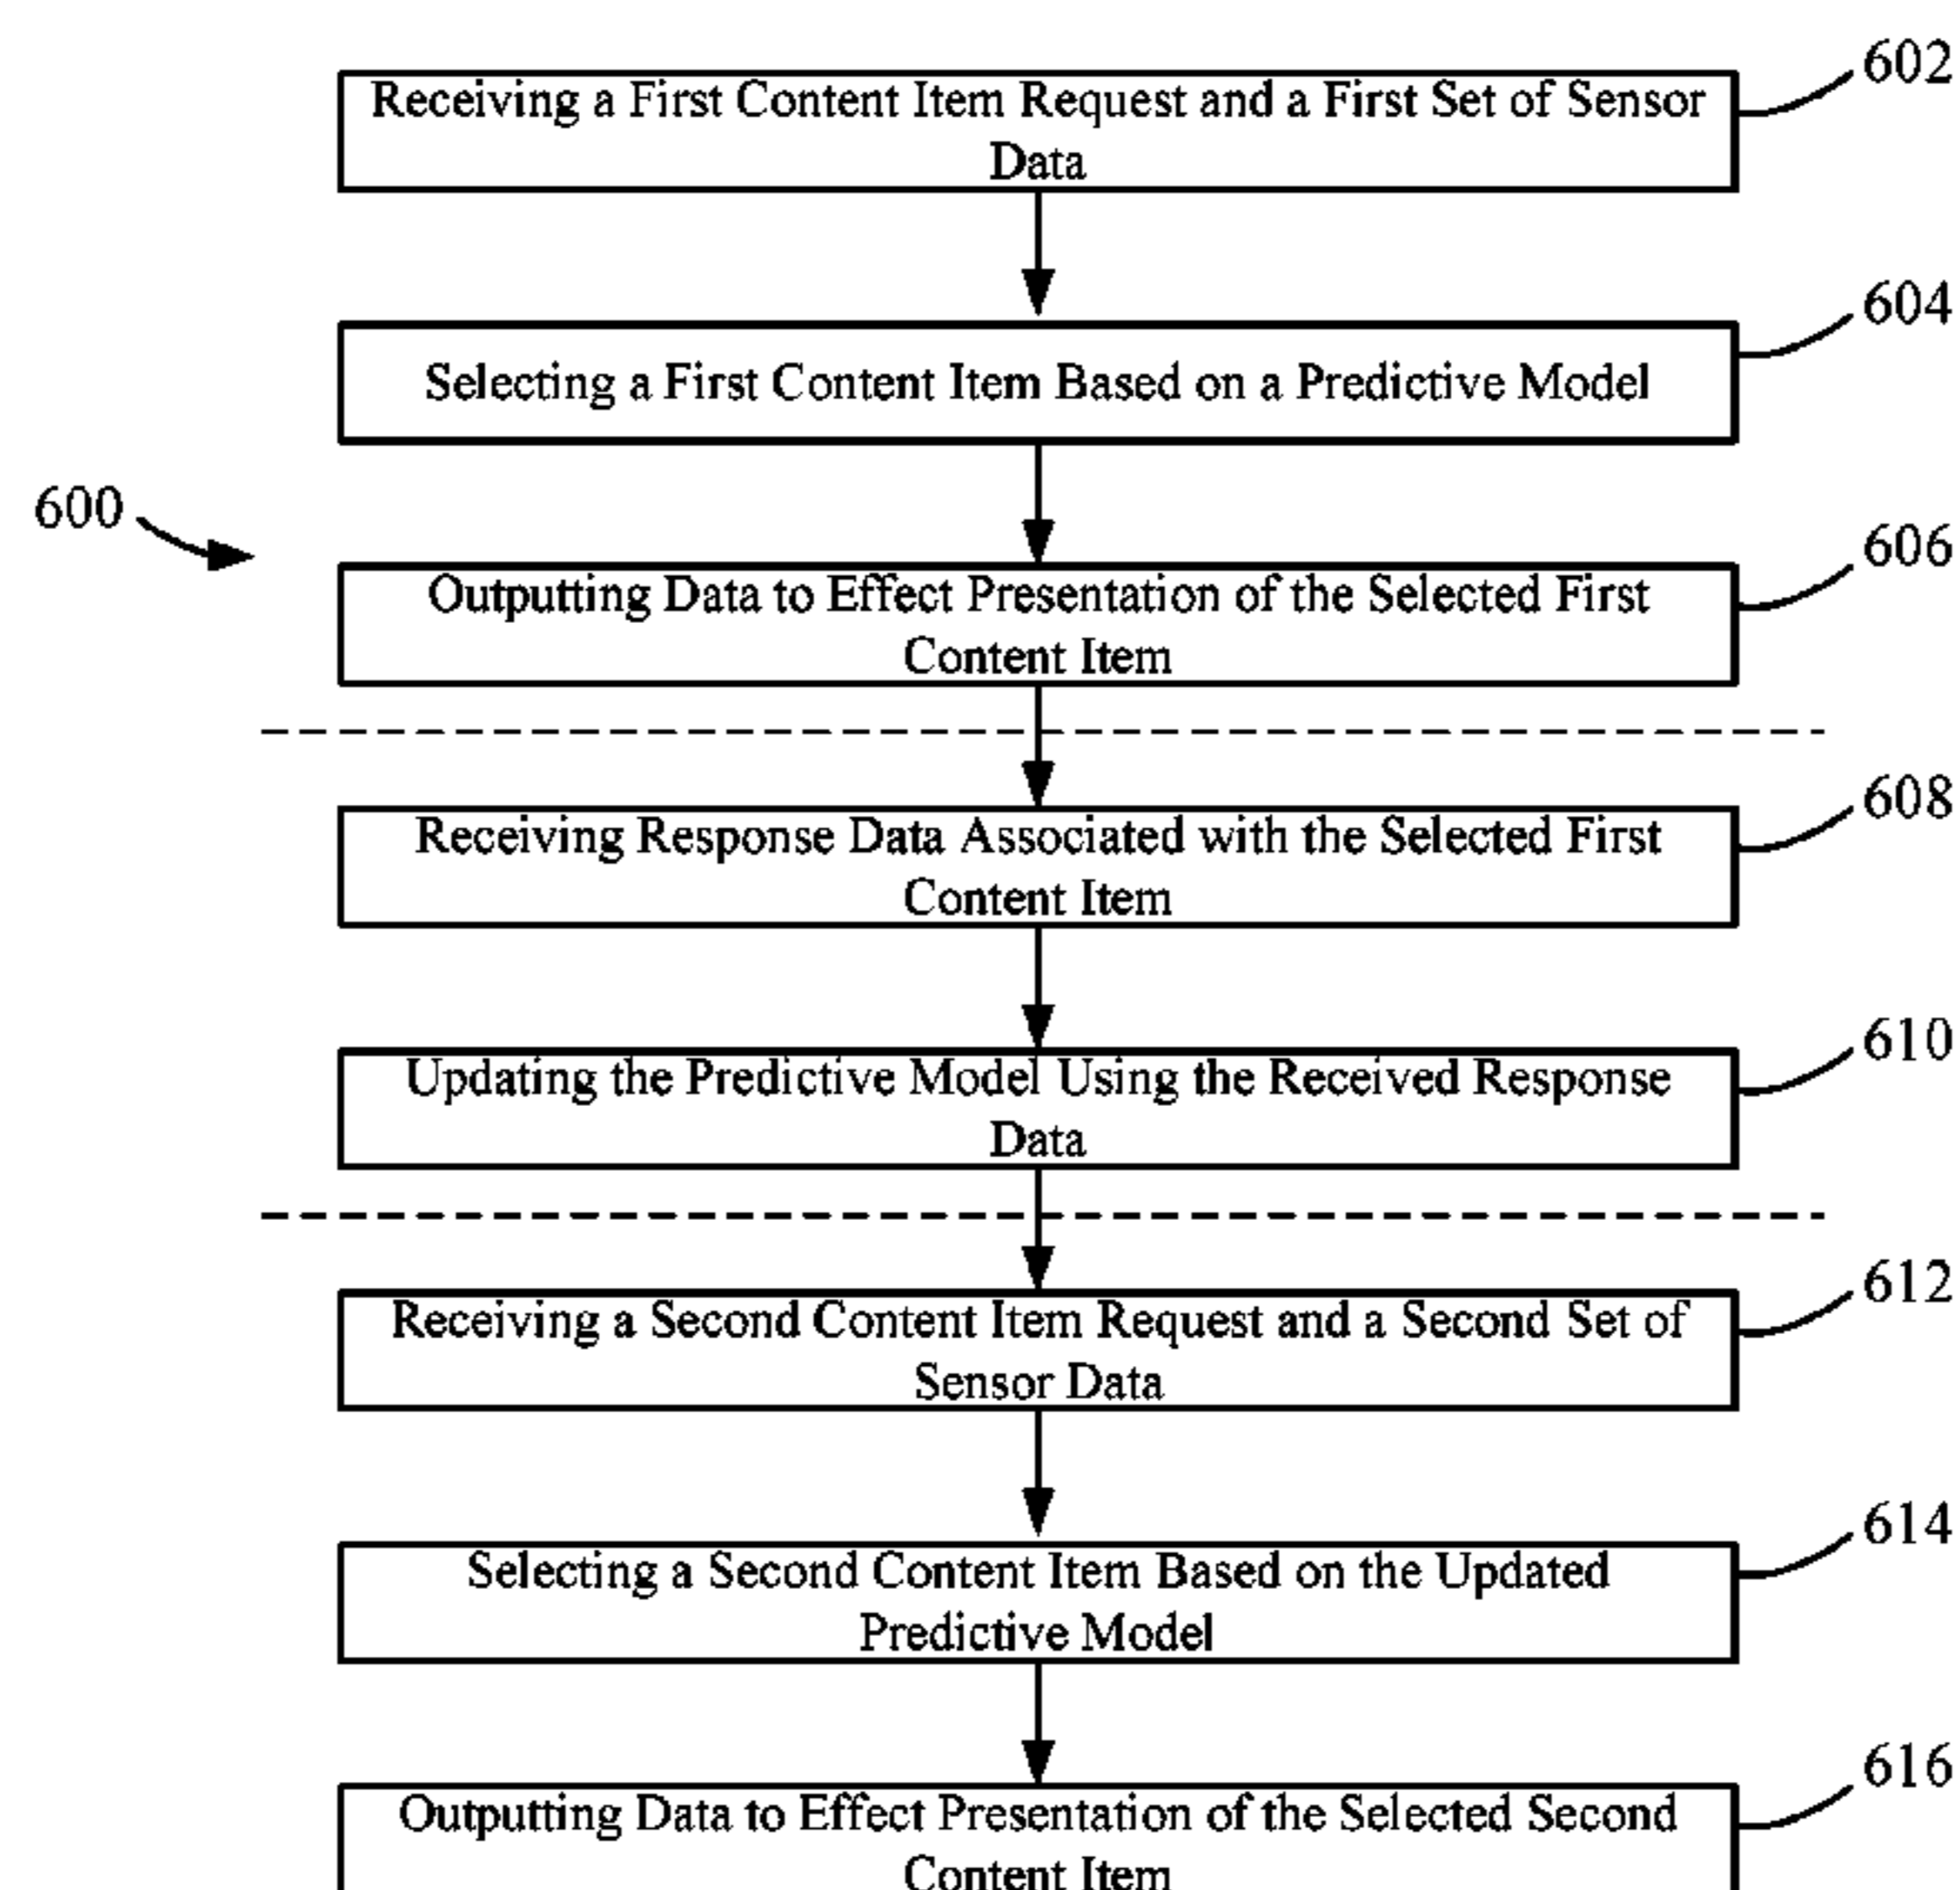 602
Receiving a First Content Item Request and a First Set of Sensor
Data
604
Selecting a First Content Item Based on a Predictive Model
600
606
Outputting Data to Effect Presentation of the Selected First
Content Item
608
Receiving Response Data Associated with the Selected First
Content Item
610
Updating the Predictive Model Using the Received Response
Data
612
Receiving a Second Content Item Request and a Second Set of
Sensor Data
614
Selecting a Second Content Item Based on the Updated
Predictive Model
616
Outputting Data to Effect Presentation of the Selected Second
Content Item